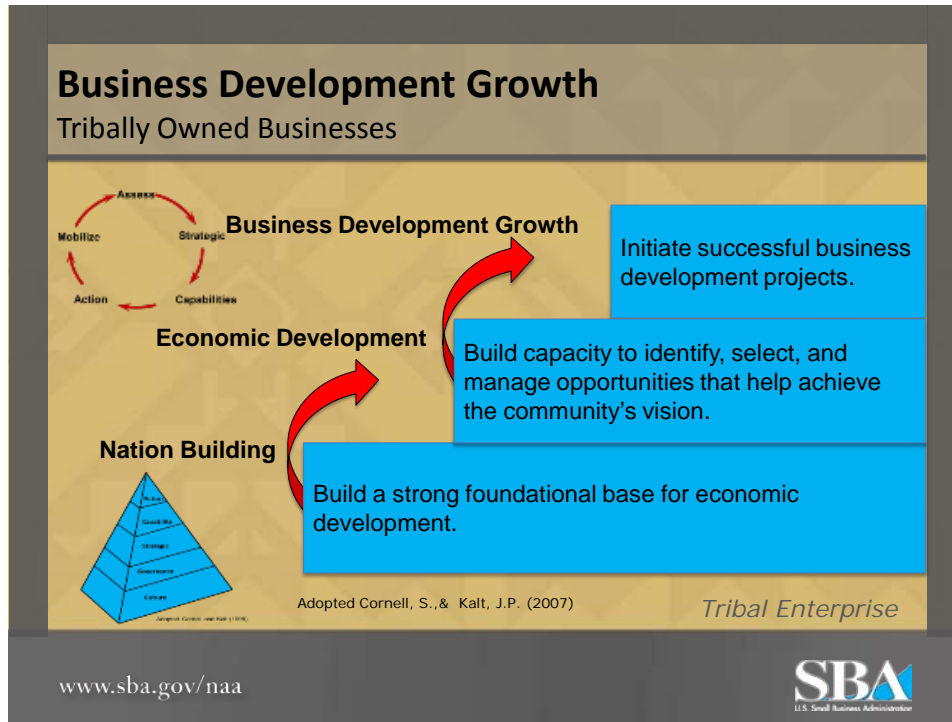 Business Development Growth
Tribally Owned Businesses
Assess
Strategic
Capabilities
Action
Mobilize
Business Development Growth
Initiate successful business
development projects.
Economic Development
Build capacity to identify, select, and
manage opportunities that help achieve
the community's vision.
Nation Building
Build a strong foundational base for economic
development.
Action
Capability
Strategic
Governance
Culture
Adopted Cornell, S.,& Kalt, J.P. (2007)
Tribal Enterprise
www.sba.gov/naa
SBA
U.S. Small Business Administration